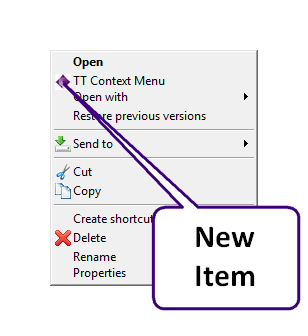 Open
TT Context Menu
Open with
Restore previous versions
Send to
Cut
Copy
Create shortcut
Delete
Rename
Properties
New
Item